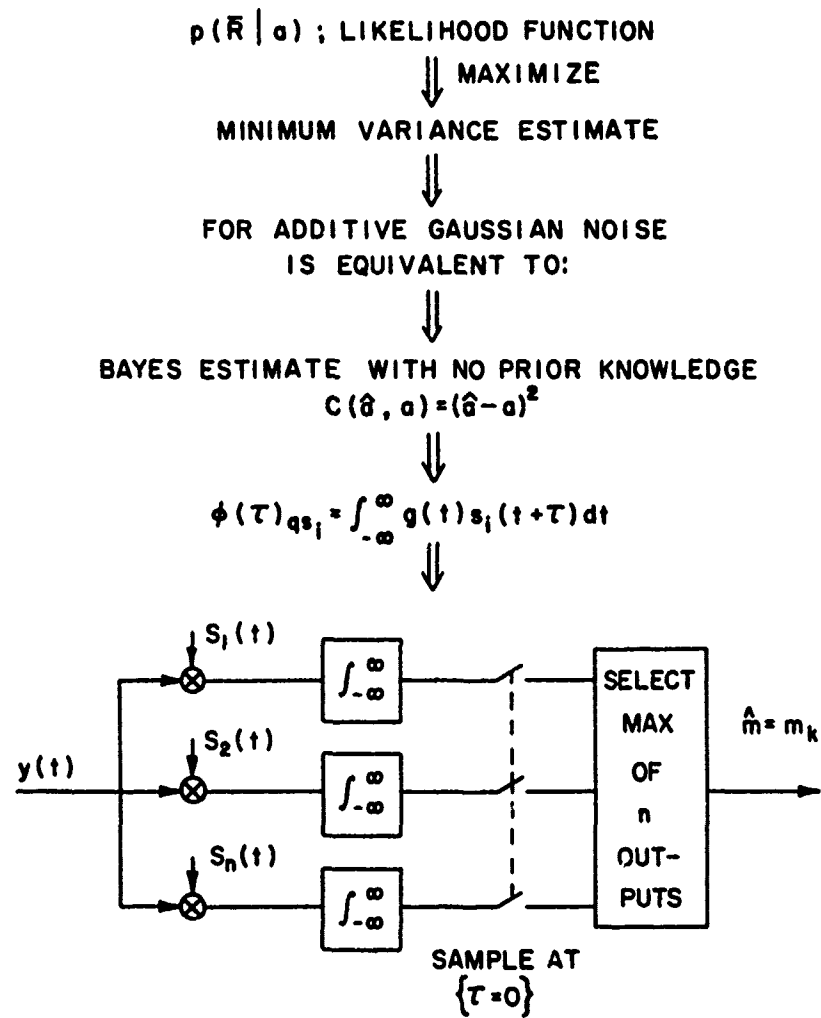 p(R̄ | a) ; LIKELIHOOD FUNCTION
⇓ MAXIMIZE
MINIMUM VARIANCE ESTIMATE
⇓
FOR ADDITIVE GAUSSIAN NOISE
IS EQUIVALENT TO:
⇓
BAYES ESTIMATE WITH NO PRIOR KNOWLEDGE
C(â, a) = (â-a)²
⇓
ϕ(τ)qsᵢ = ∫_{-∞}^{∞} g(t)sᵢ(t+τ)dt
⇓
S₁(t)
∫_{-∞}^{∞}
S₂(t)
y(t)
∫_{-∞}^{∞}
Sₙ(t)
∫_{-∞}^{∞}
SELECT
MAX
OF
n
OUT-
PUTS
m̂ = mₖ
SAMPLE AT
{τ=0}